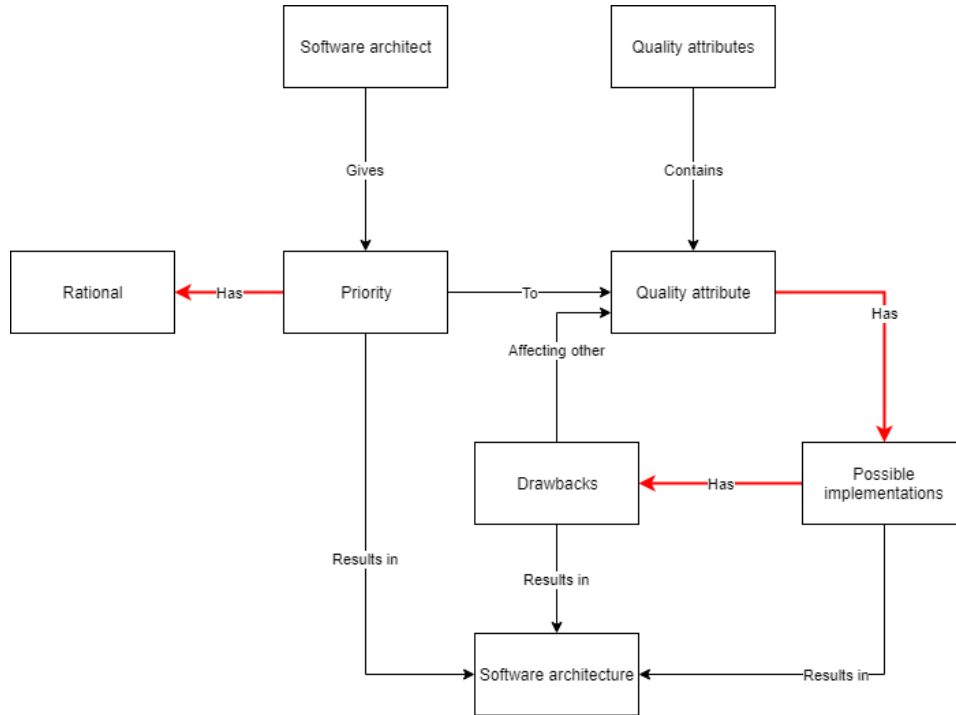 Software architect
Quality attributes
Gives
Contains
Rational
Has
Priority
To
Quality attribute
Has
Affecting other
Drawbacks
Has
Possible
implementations
Results in
Results in
Software architecture
Results in